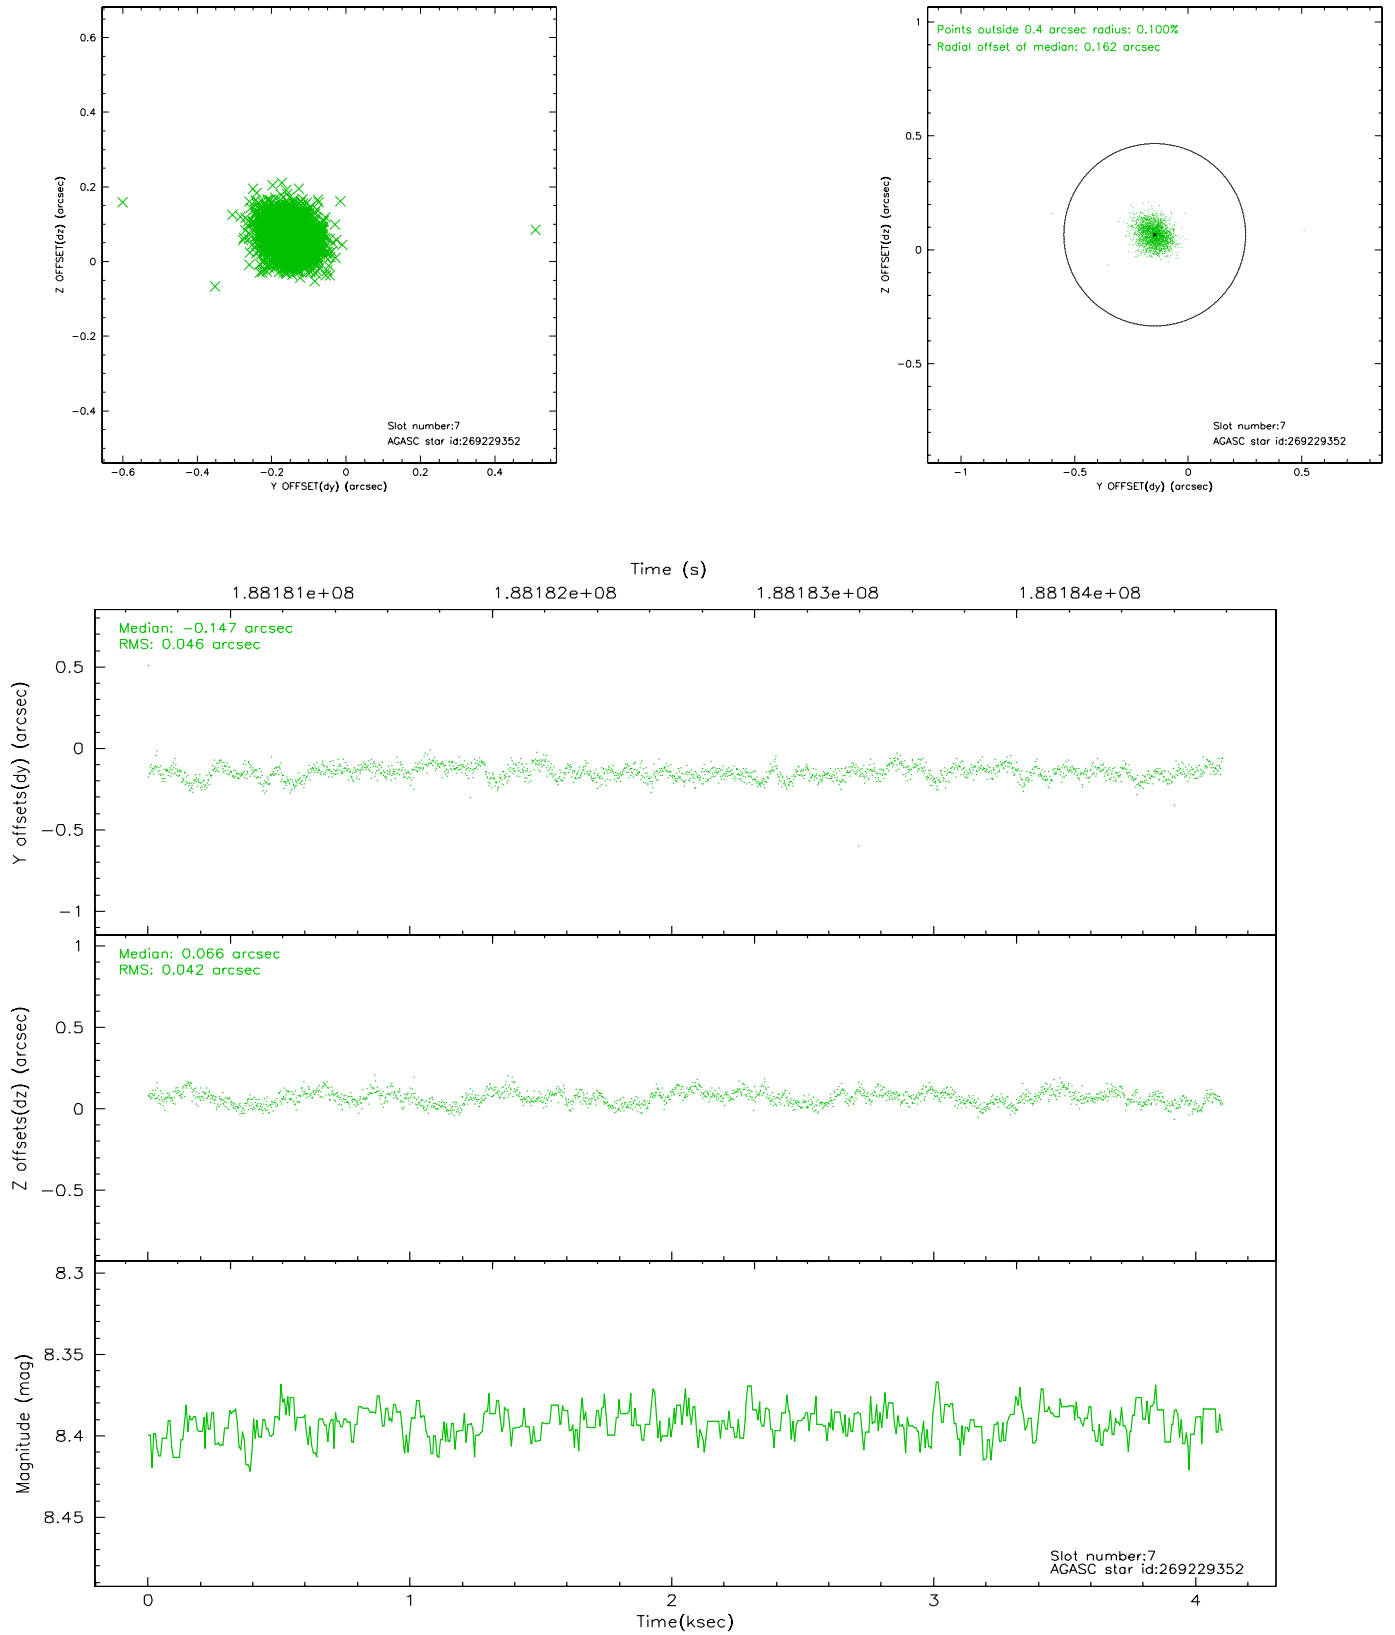 0.6
0.4
0.2
0
−0.2
−0.4
Z OFFSET(dz) (arcsec)
Slot number:7
AGASC star id:269229352
−0.6 −0.4 −0.2 0 0.2 0.4
Y OFFSET(dy) (arcsec)
Points outside 0.4 arcsec radius: 0.100%
Radial offset of median: 0.162 arcsec
1
0.5
0
−0.5
Z OFFSET(dz) (arcsec)
Slot number:7
AGASC star id:269229352
−1 −0.5 0 0.5
Y OFFSET(dy) (arcsec)
Time (s)
1.88181e+08 1.88182e+08 1.88183e+08 1.88184e+08
Median: −0.147 arcsec
RMS: 0.046 arcsec
0.5
0
−0.5
−1
Y offsets(dy) (arcsec)
Median: 0.066 arcsec
RMS: 0.042 arcsec
1
0.5
0
−0.5
Z offsets(dz) (arcsec)
8.3
8.35
8.4
8.45
Magnitude (mag)
Slot number:7
AGASC star id:269229352
0 1 2 3 4
Time(ksec)